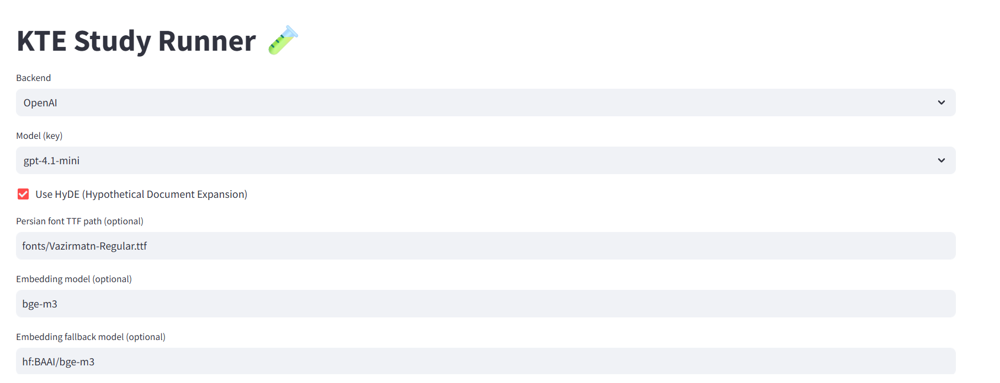 KTE Study Runner
Backend
OpenAI
Model (key)
gpt-4.1-mini
Use HyDE (Hypothetical Document Expansion)
Persian font TTF path (optional)
fonts/Vazirmatn-Regular.ttf
Embedding model (optional)
bge-m3
Embedding fallback model (optional)
hf:BAAI/bge-m3